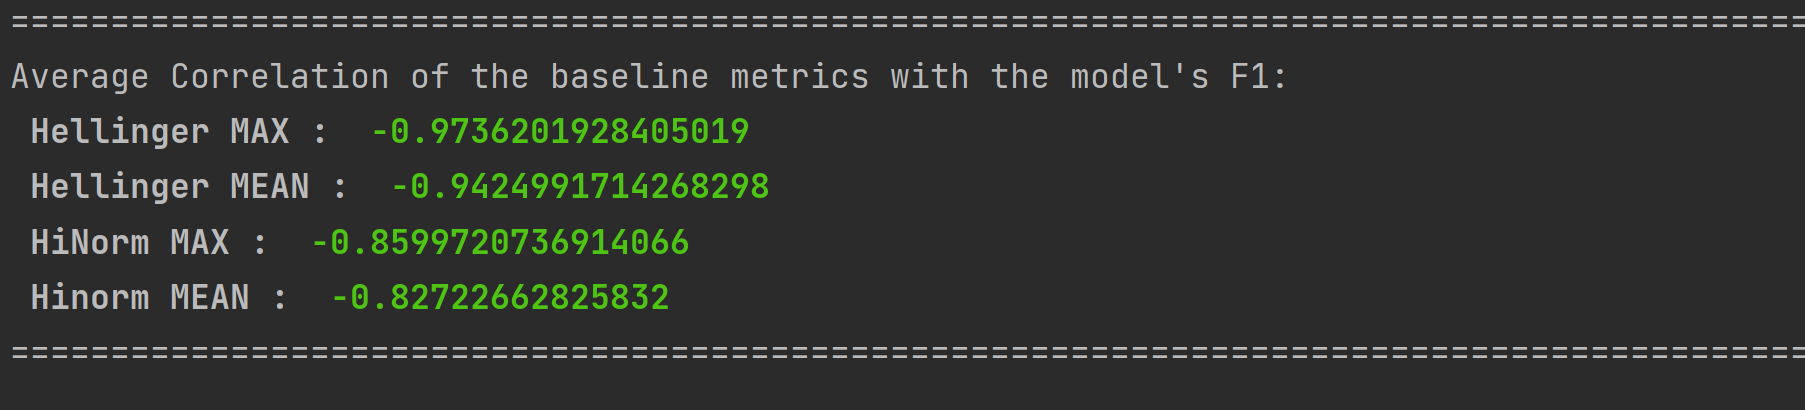 ==========================================================================================
Average Correlation of the baseline metrics with the model's F1:
Hellinger MAX :  -0.9736201928405019
Hellinger MEAN :  -0.9424991714268298
HiNorm MAX :  -0.8599720736914066
Hinorm MEAN :  -0.82722662825832
==========================================================================================